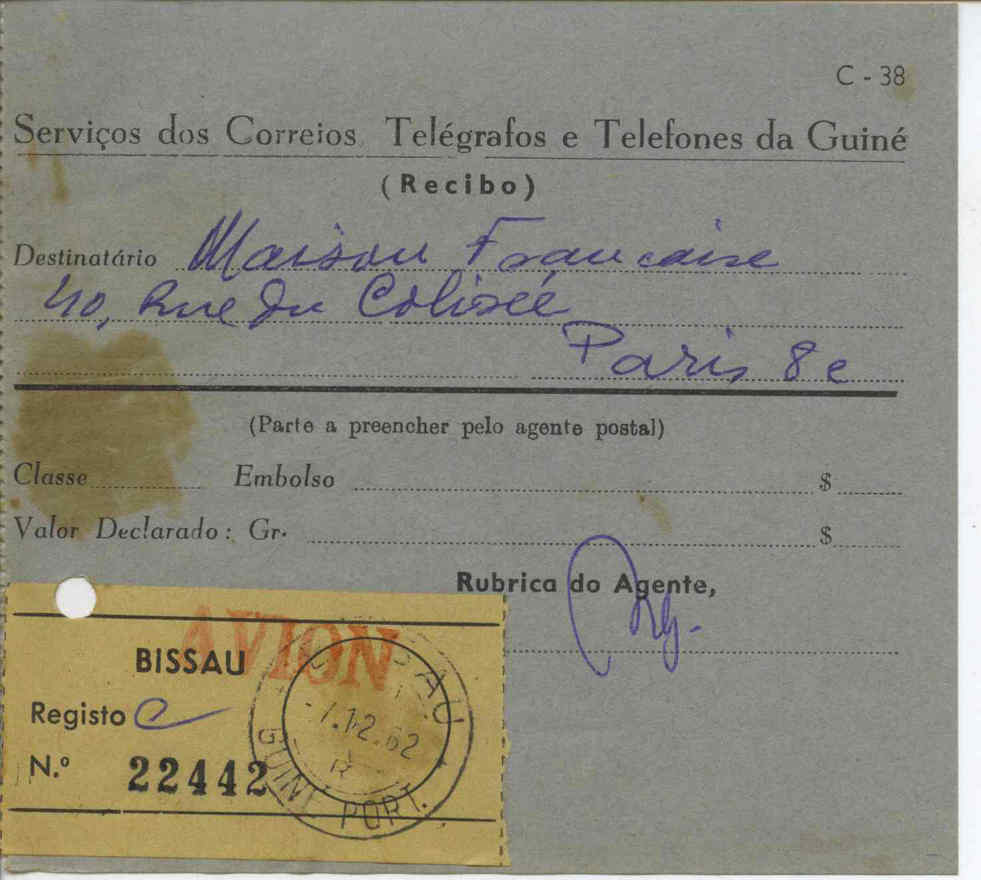 C - 38
Serviços dos Correios, Telégrafos e Telefones da Guiné
(Recibo)
Destinatário Maison Francaise
40, Rue du Colisée
Paris 8e
(Parte a preencher pelo agente postal)
Classe Embolso $
Valor Declarado: Gr. $
Rubrica do Agente,
AVION
BISSAU
Registo
N.º 22442
BISSAU
12.62
GUINÉ PORT.